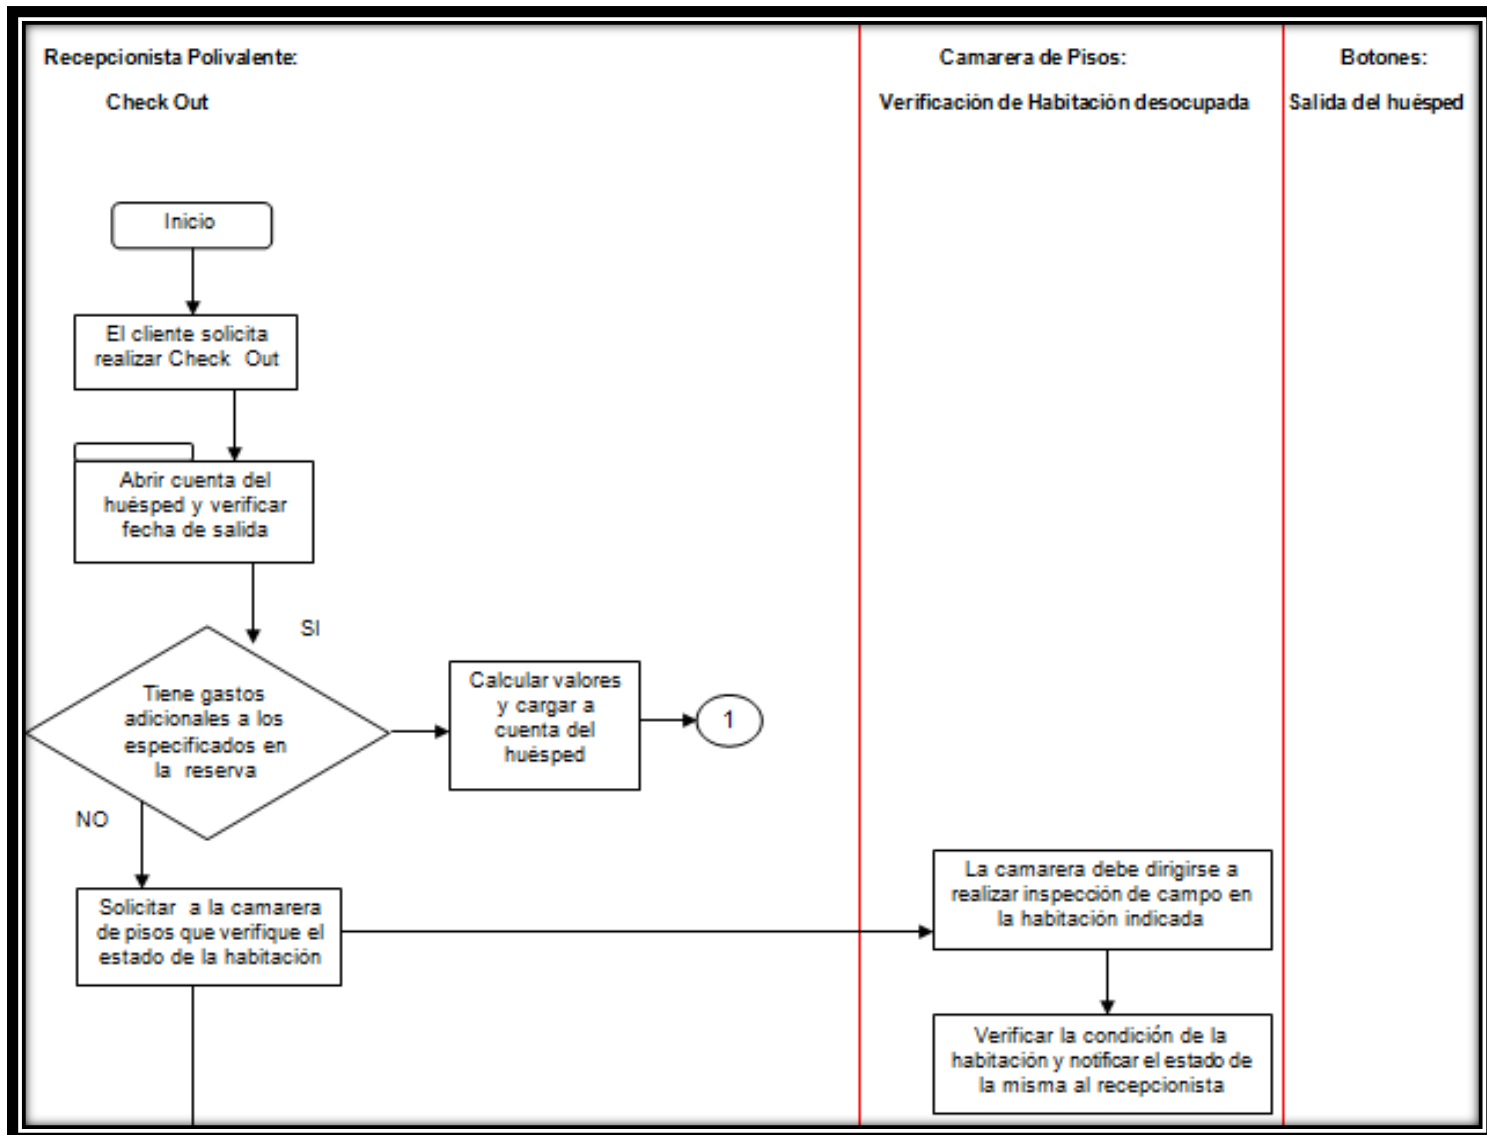 Recepcionista Polivalente:
Check Out
Camarera de Pisos:
Verificación de Habitación desocupada
Botones:
Salida del huésped
Inicio
El cliente solicita
realizar Check Out
Abrir cuenta del
huésped y verificar
fecha de salida
SI
Tiene gastos
adicionales a los
especificados en
la reserva
Calcular valores
y cargar a
cuenta del
huésped
1
NO
Solicitar a la camarera
de pisos que verifique el
estado de la habitación
La camarera debe dirigirse a
realizar inspección de campo en
la habitación indicada
Verificar la condición de la
habitación y notificar el estado de
la misma al recepcionista